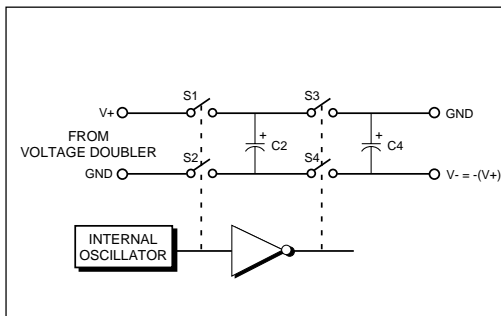 S1
S3
V+
GND
+
C2
+
C4
FROM
VOLTAGE DOUBLER
S2
S4
GND
V- = -(V+)
INTERNAL
OSCILLATOR